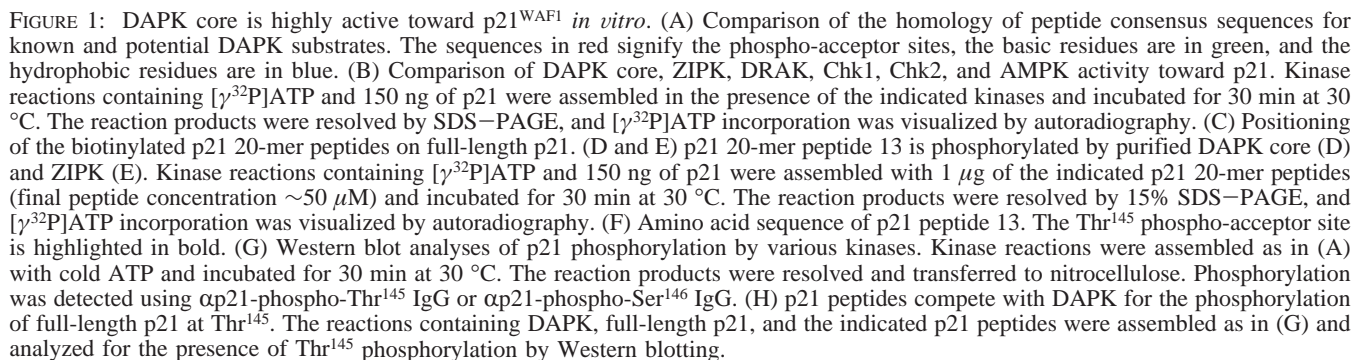 FIGURE 1: DAPK core is highly active toward p21ᵂᴬᶠ¹ in vitro. (A) Comparison of the homology of peptide consensus sequences for
known and potential DAPK substrates. The sequences in red signify the phospho-acceptor sites, the basic residues are in green, and the
hydrophobic residues are in blue. (B) Comparison of DAPK core, ZIPK, DRAK, Chk1, Chk2, and AMPK activity toward p21. Kinase
reactions containing [γ³²P]ATP and 150 ng of p21 were assembled in the presence of the indicated kinases and incubated for 30 min at 30
°C. The reaction products were resolved by SDS−PAGE, and [γ³²P]ATP incorporation was visualized by autoradiography. (C) Positioning
of the biotinylated p21 20-mer peptides on full-length p21. (D and E) p21 20-mer peptide 13 is phosphorylated by purified DAPK core (D)
and ZIPK (E). Kinase reactions containing [γ³²P]ATP and 150 ng of p21 were assembled with 1 μg of the indicated p21 20-mer peptides
(final peptide concentration ∼50 μM) and incubated for 30 min at 30 °C. The reaction products were resolved by 15% SDS−PAGE, and
[γ³²P]ATP incorporation was visualized by autoradiography. (F) Amino acid sequence of p21 peptide 13. The Thr¹⁴⁵ phospho-acceptor site
is highlighted in bold. (G) Western blot analyses of p21 phosphorylation by various kinases. Kinase reactions were assembled as in (A)
with cold ATP and incubated for 30 min at 30 °C. The reaction products were resolved and transferred to nitrocellulose. Phosphorylation
was detected using αp21-phospho-Thr¹⁴⁵ IgG or αp21-phospho-Ser¹⁴⁶ IgG. (H) p21 peptides compete with DAPK for the phosphorylation
of full-length p21 at Thr¹⁴⁵. The reactions containing DAPK, full-length p21, and the indicated p21 peptides were assembled as in (G) and
analyzed for the presence of Thr¹⁴⁵ phosphorylation by Western blotting.